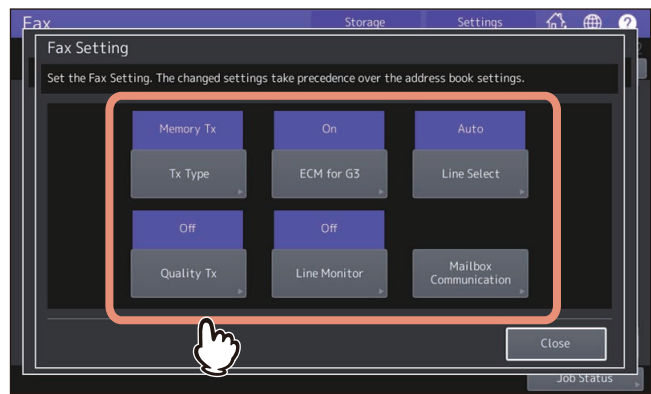 Fax
Storage
Settings
?
Fax Setting
2
Set the Fax Setting. The changed settings take precedence over the address book settings.
Memory Tx
On
Auto
Tx Type
ECM for G3
Line Select
Off
Off
Quality Tx
Line Monitor
Mailbox
Communication
Close
Job Status